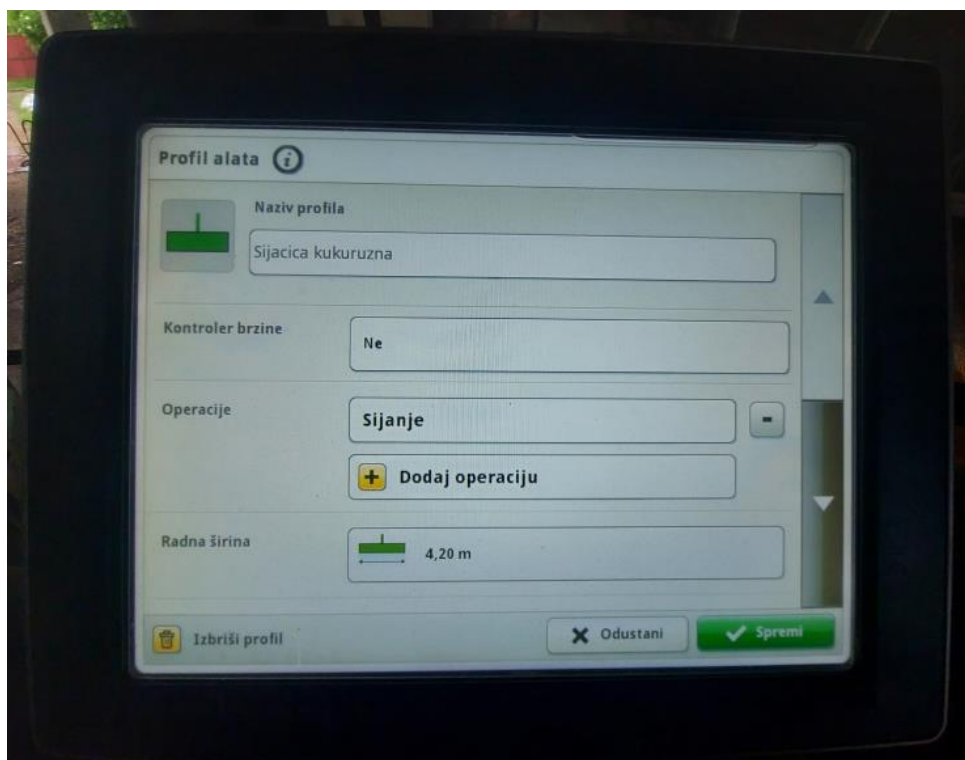 Profil alata i
Naziv profila
Sijacica kukuruzna
Kontroler brzine
Ne
Operacije
Sijanje
-
+ Dodaj operaciju
Radna širina
4,20 m
Izbriši profil
Odustani
Spremi